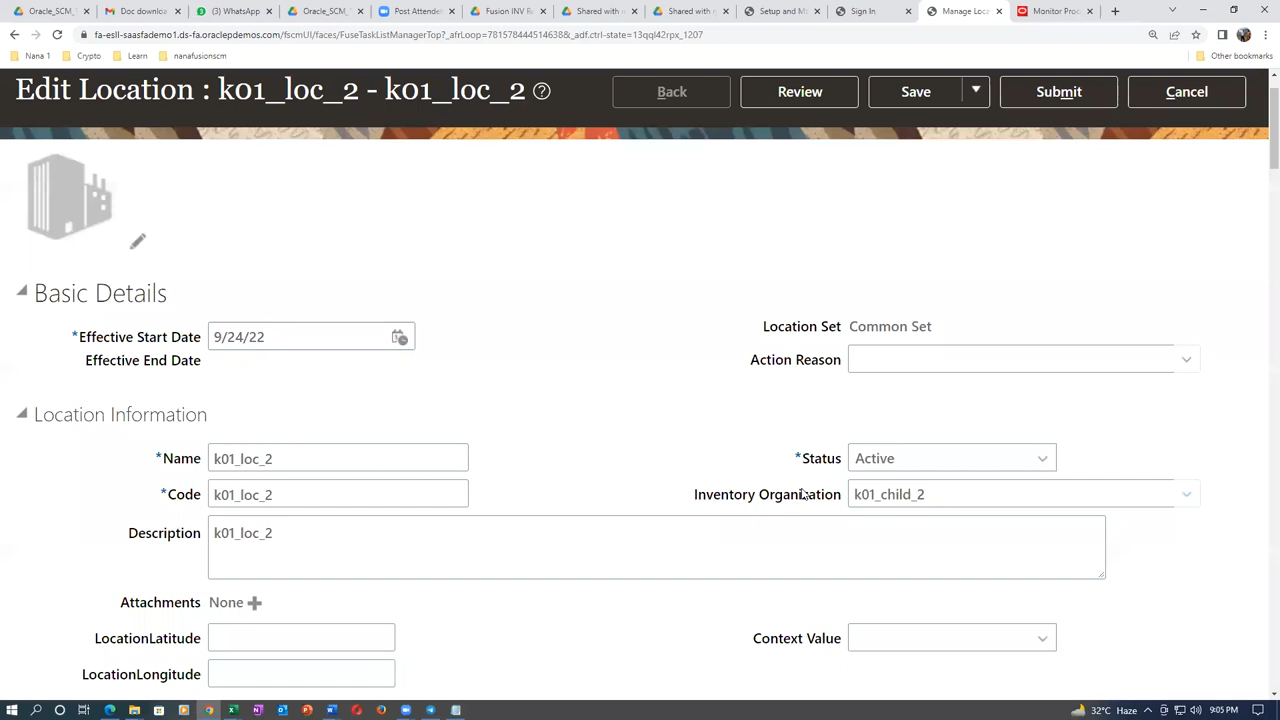 Oracle_SCM_1
Doc downloa
(3) WhatsApp
Oracle_SCM_
Post Attende
Fusion INV R
Shared with
Shared with
Setup and M
Sign In
Manage Loca
Monitor Proc
fa-esll-saasfademo1.ds-fa.oraclepdemos.com/fscmUI/faces/FuseTaskListManagerTop?_afrLoop=78157844451463&_adf.ctrl-state=13qql42rpx_1207
Nana 1
Crypto
Learn
nanafusionscm
Other bookmarks
Edit Location : k01_loc_2 - k01_loc_2
Back
Review
Save
Submit
Cancel
Basic Details
*Effective Start Date 9/24/22
Location Set Common Set
Effective End Date
Action Reason
Location Information
*Name k01_loc_2
*Status Active
*Code k01_loc_2
Inventory Organization k01_child_2
Description k01_loc_2
Attachments None
LocationLatitude
Context Value
LocationLongitude
32°C Haze
9:05 PM